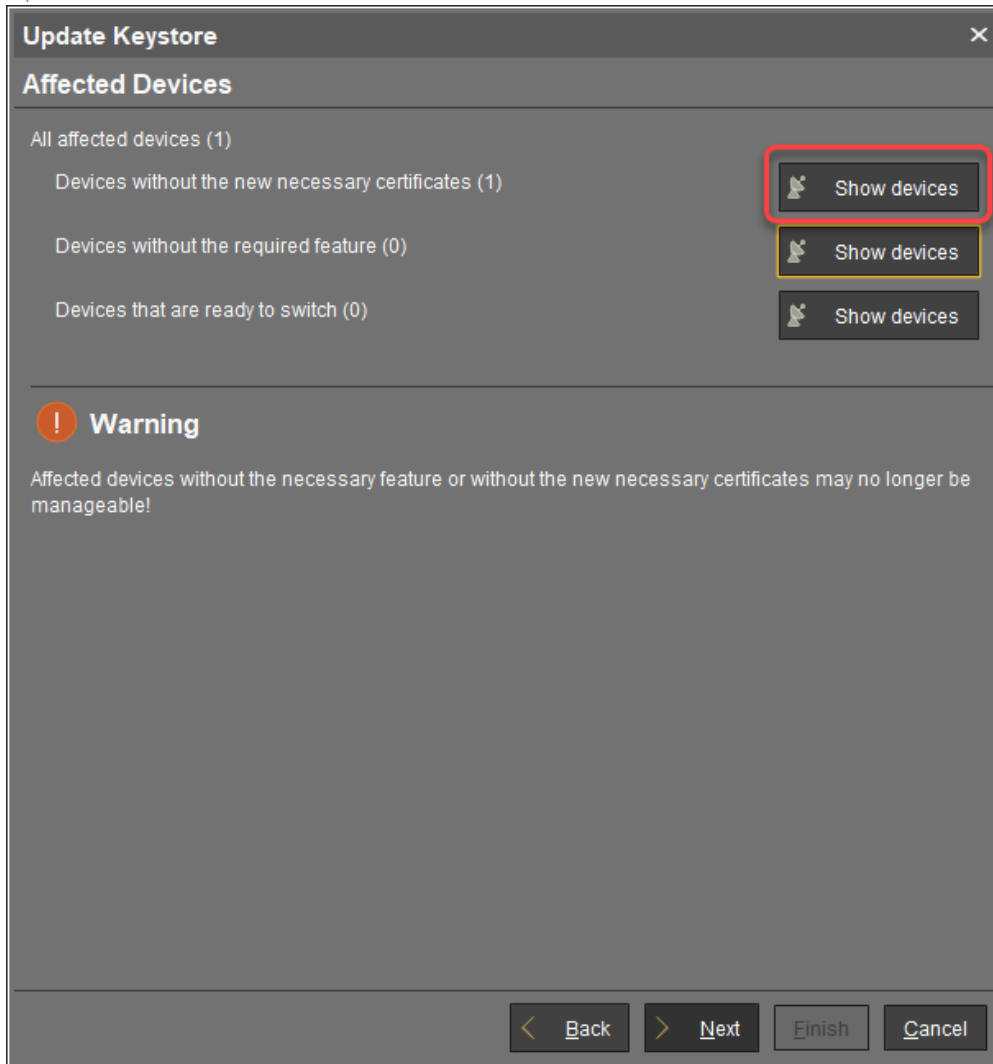 Update Keystore
Affected Devices
All affected devices (1)
Devices without the new necessary certificates (1)
Show devices
Devices without the required feature (0)
Show devices
Devices that are ready to switch (0)
Show devices
Warning
Affected devices without the necessary feature or without the new necessary certificates may no longer be
manageable!
Back
Next
Finish
Cancel